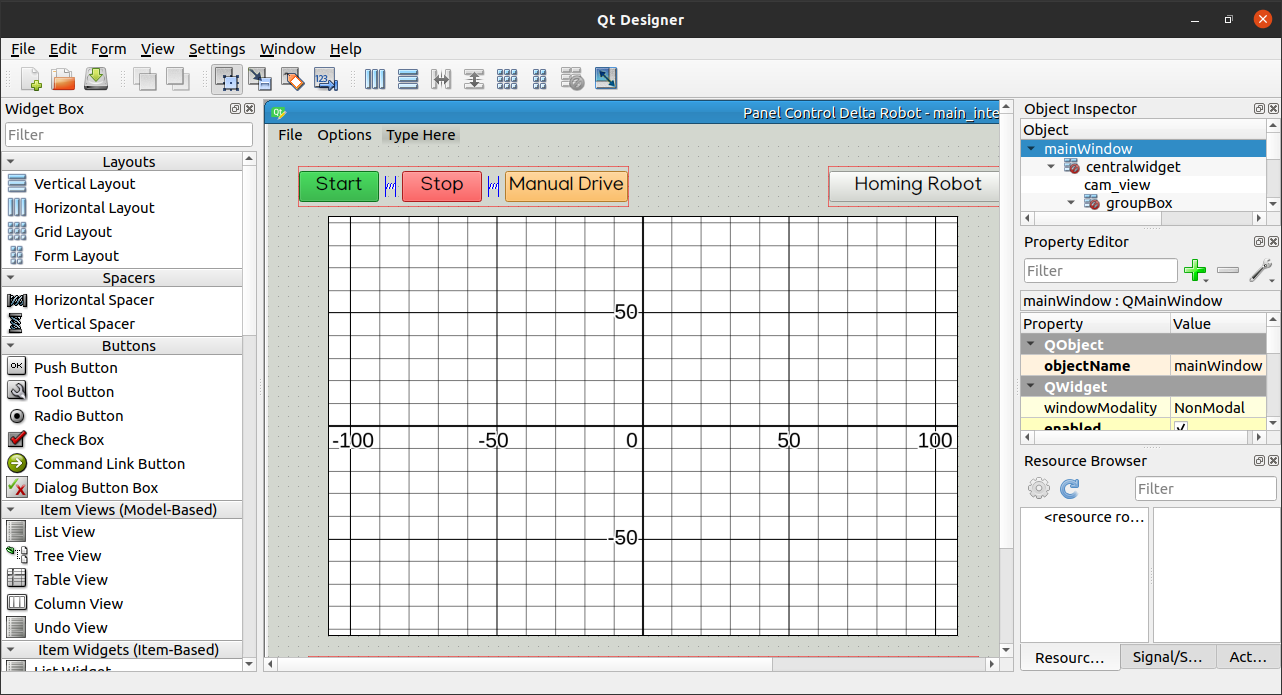 Qt Designer
File Edit Form View Settings Window Help
123
Widget Box
Filter
Layouts
Vertical Layout
Horizontal Layout
Grid Layout
Form Layout
Spacers
Horizontal Spacer
Vertical Spacer
Buttons
OK Push Button
Tool Button
Radio Button
Check Box
Command Link Button
Dialog Button Box
Item Views (Model-Based)
List View
Tree View
Table View
Column View
Undo View
Item Widgets (Item-Based)
List Widget
Qt Panel Control Delta Robot - main_inte
File Options Type Here
Start Stop Manual Drive Homing Robot
50
-100 -50 0 50 100
-50
Object Inspector
Object
mainWindow
centralwidget
cam_view
groupBox
Property Editor
Filter
mainWindow : QMainWindow
Property Value
QObject
objectName mainWindow
QWidget
windowModality NonModal
enabled
Resource Browser
Filter
<resource ro...
Resourc... Signal/S... Act...